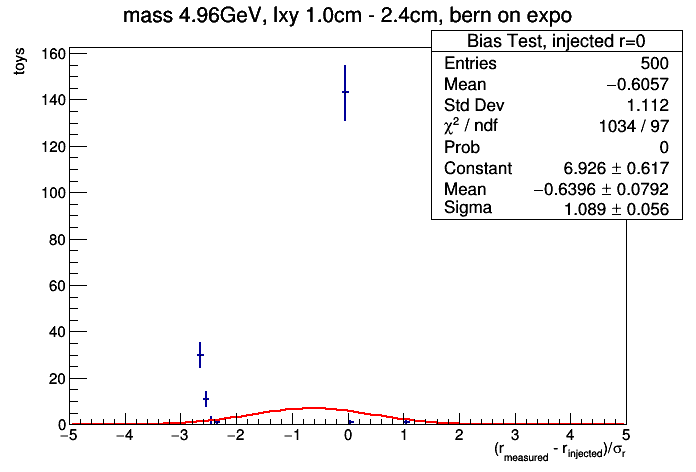 mass 4.96GeV, lxy 1.0cm - 2.4cm, bern on expo
toys
Bias Test, injected r=0
Entries 500
Mean −0.6057
Std Dev 1.112
χ² / ndf 1034 / 97
Prob 0
Constant 6.926 ± 0.617
Mean −0.6396 ± 0.0792
Sigma 1.089 ± 0.056
160
140
120
100
80
60
40
20
0
−5 −4 −3 −2 −1 0 1 2 3 4 5
(r_measured - r_injected)/σ_r